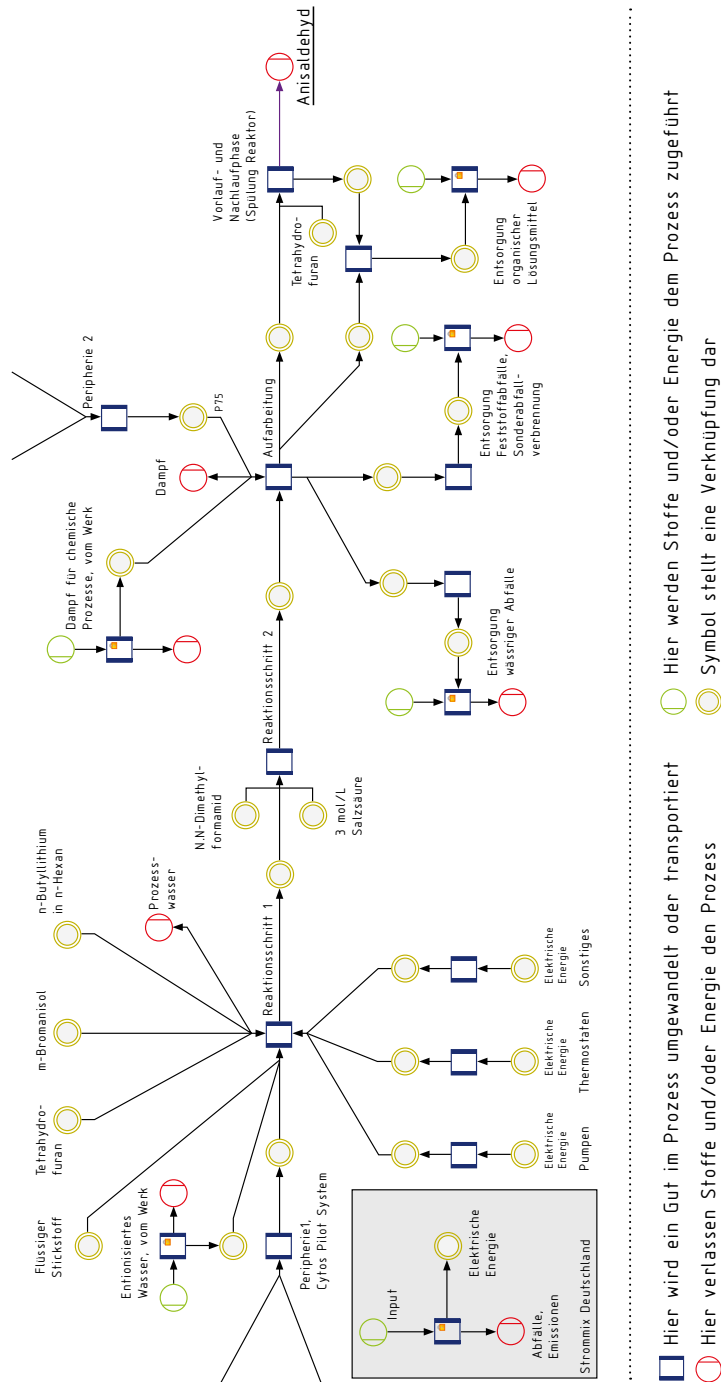 Flüssiger
Stickstoff
Tetrahydro-
furan
m-Bromanisol
n-Butyllithium
in n-Hexan
Entionisiertes
Wasser, vom Werk
Prozess-
wasser
Peripherie1,
Cytos Pilot System
Reaktionsschritt 1
N.N-Dimethyl-
formamid
3 mol/L
Salzsäure
Reaktionsschritt 2
Dampf für chemische
Prozesse, vom Werk
Dampf
Peripherie 2
P75
Aufarbeitung
Vorlauf- und
Nachlaufphase
(Spülung Reaktor)
Tetrahydro-
furan
Anisaldehyd
Input
Elektrische
Energie
Abfälle,
Emissionen
Strommix Deutschland
Elektrische
Energie
Pumpen
Elektrische
Energie
Thermostaten
Elektrische
Energie
Sonstiges
Entsorgung
wässriger Abfälle
Entsorgung
Feststoffabfälle,
Sonderabfall-
verbrennung
Entsorgung
organischer
Lösungsmittel
Hier wird ein Gut im Prozess umgewandelt oder transportiert
Hier werden Stoffe und/oder Energie dem Prozess zugeführt
Hier verlassen Stoffe und/oder Energie den Prozess
Symbol stellt eine Verknüpfung dar